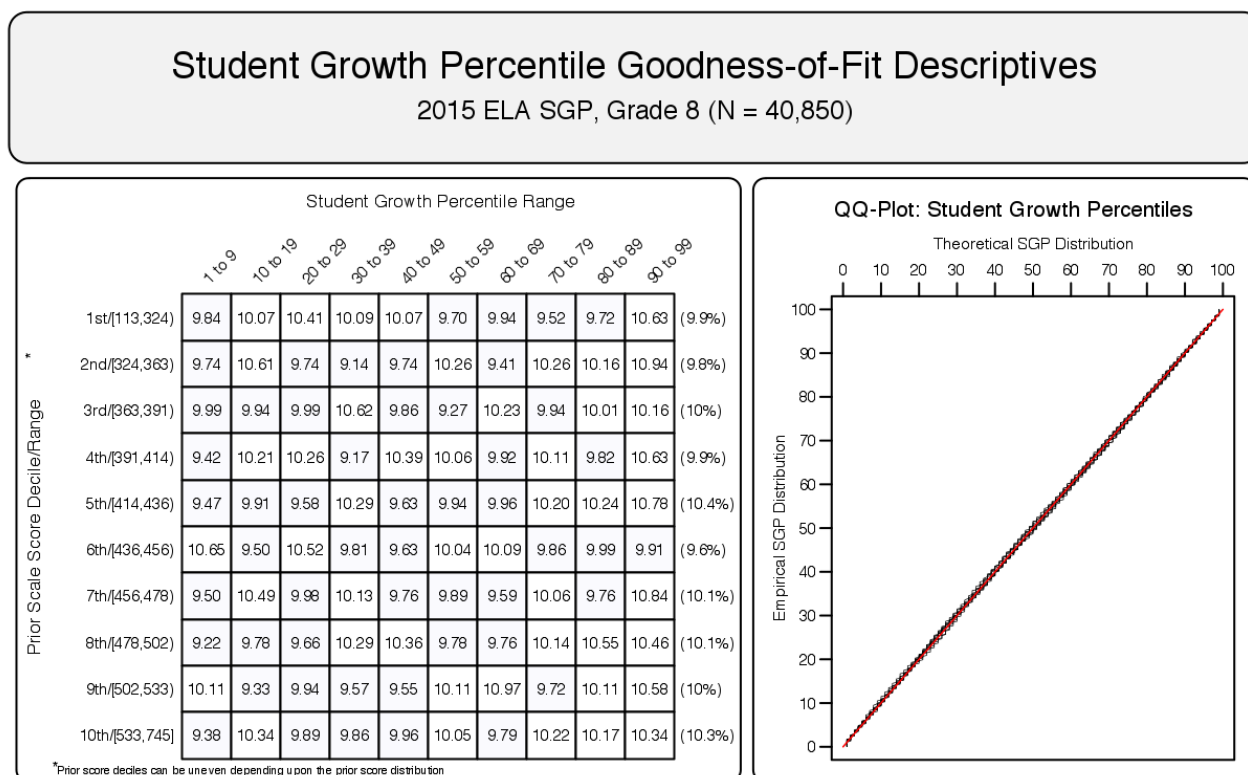 Student Growth Percentile Goodness-of-Fit Descriptives
2015 ELA SGP, Grade 8 (N = 40,850)
Student Growth Percentile Range
1 to 9 10 to 19 20 to 29 30 to 39 40 to 49 50 to 59 60 to 69 70 to 79 80 to 89 90 to 99
Prior Scale Score Decile/Range *
1st/[113,324) 9.84 10.07 10.41 10.09 10.07 9.70 9.94 9.52 9.72 10.63 (9.9%)
2nd/[324,363) 9.74 10.61 9.74 9.14 9.74 10.26 9.41 10.26 10.16 10.94 (9.8%)
3rd/[363,391) 9.99 9.94 9.99 10.62 9.86 9.27 10.23 9.94 10.01 10.16 (10%)
4th/[391,414) 9.42 10.21 10.26 9.17 10.39 10.06 9.92 10.11 9.82 10.63 (9.9%)
5th/[414,436) 9.47 9.91 9.58 10.29 9.63 9.94 9.96 10.20 10.24 10.78 (10.4%)
6th/[436,456) 10.65 9.50 10.52 9.81 9.63 10.04 10.09 9.86 9.99 9.91 (9.6%)
7th/[456,478) 9.50 10.49 9.98 10.13 9.76 9.89 9.59 10.06 9.76 10.84 (10.1%)
8th/[478,502) 9.22 9.78 9.66 10.29 10.36 9.78 9.76 10.14 10.55 10.46 (10.1%)
9th/[502,533) 10.11 9.33 9.94 9.57 9.55 10.11 10.97 9.72 10.11 10.58 (10%)
10th/[533,745] 9.38 10.34 9.89 9.86 9.96 10.05 9.79 10.22 10.17 10.34 (10.3%)
*Prior score deciles can be uneven depending upon the prior score distribution
QQ-Plot: Student Growth Percentiles
Theoretical SGP Distribution
0 10 20 30 40 50 60 70 80 90 100
Empirical SGP Distribution
100
90
80
70
60
50
40
30
20
10
0